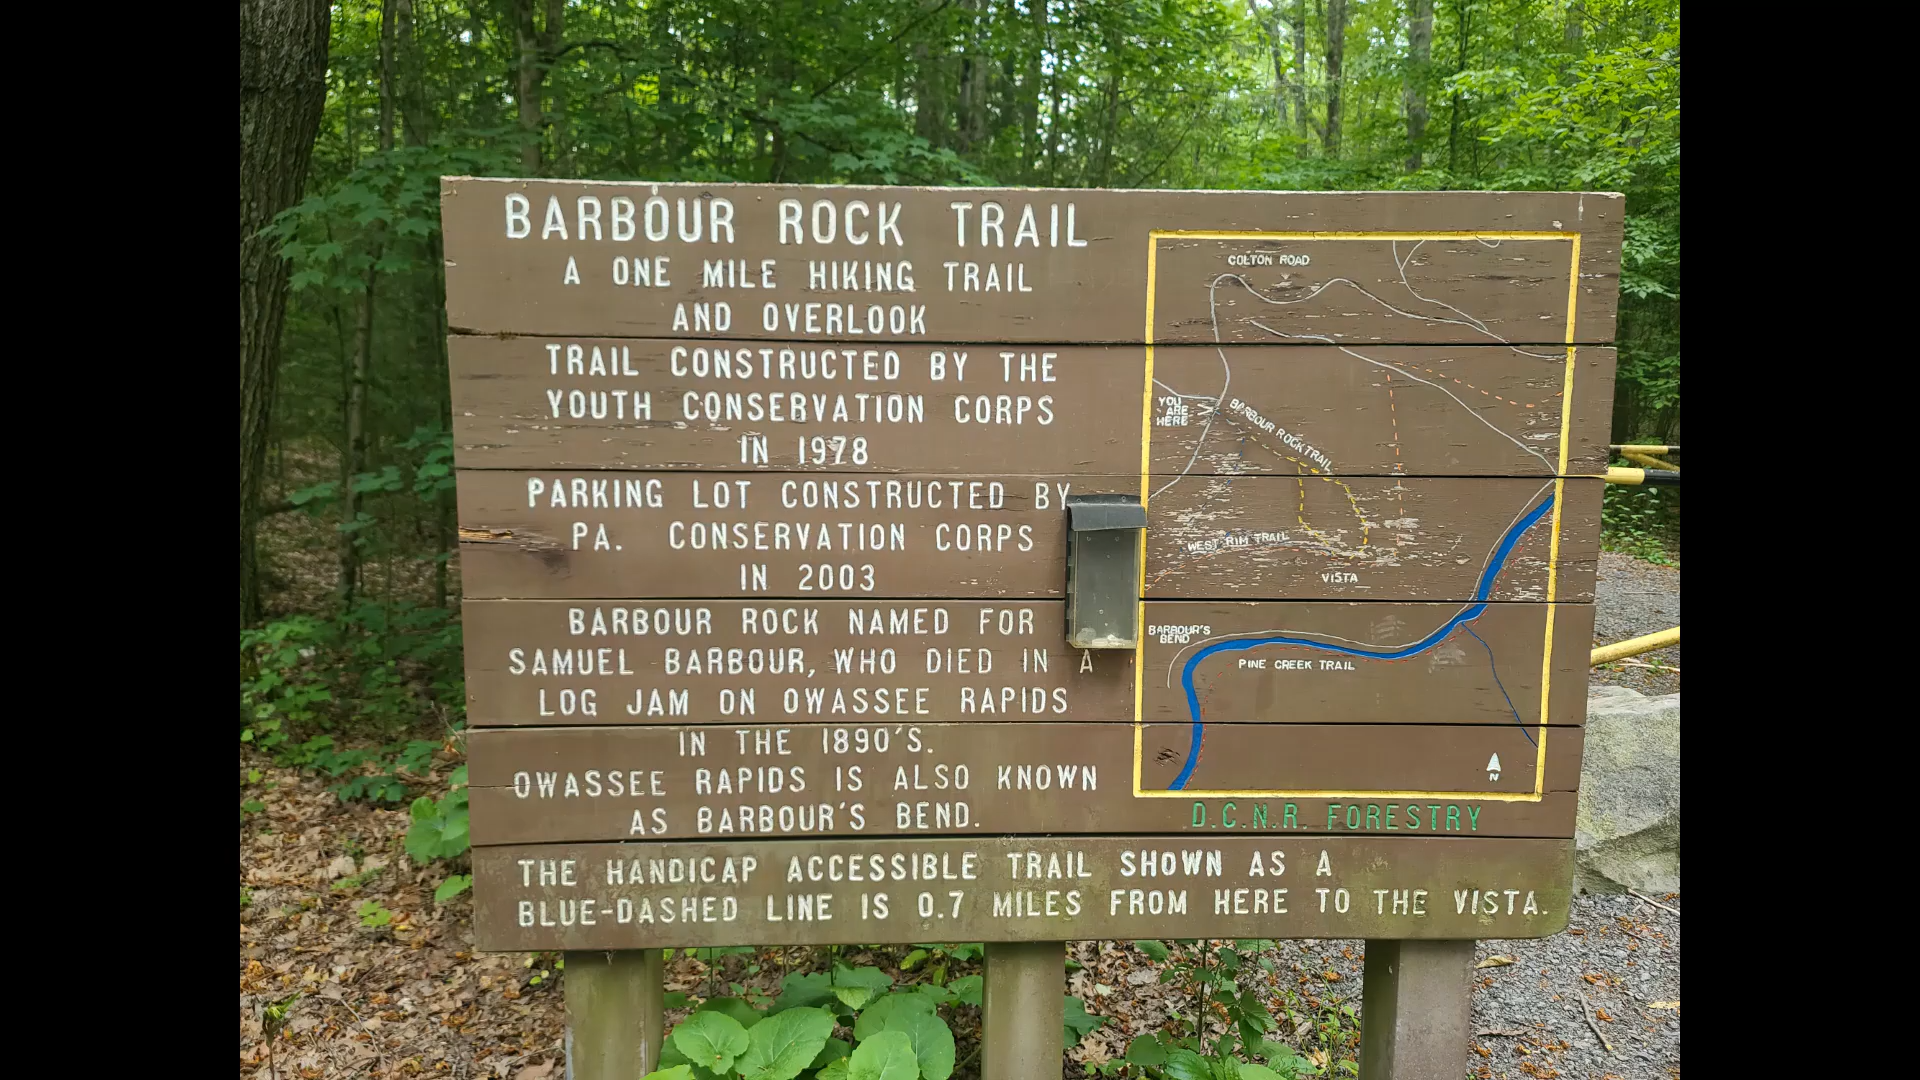 BARBOUR ROCK TRAIL
A ONE MILE HIKING TRAIL
AND OVERLOOK
TRAIL CONSTRUCTED BY THE
YOUTH CONSERVATION CORPS
IN 1978
PARKING LOT CONSTRUCTED BY
PA. CONSERVATION CORPS
IN 2003
BARBOUR ROCK NAMED FOR
SAMUEL BARBOUR, WHO DIED IN A
LOG JAM ON OWASSEE RAPIDS
IN THE 1890'S.
OWASSEE RAPIDS IS ALSO KNOWN
AS BARBOUR'S BEND.
THE HANDICAP ACCESSIBLE TRAIL SHOWN AS A
BLUE-DASHED LINE IS 0.7 MILES FROM HERE TO THE VISTA.
COLTON ROAD
YOU
ARE
HERE
BARBOUR ROCK TRAIL
WEST RIM TRAIL
VISTA
BARBOUR'S
BEND
PINE CREEK TRAIL
N
D.C.N.R. FORESTRY